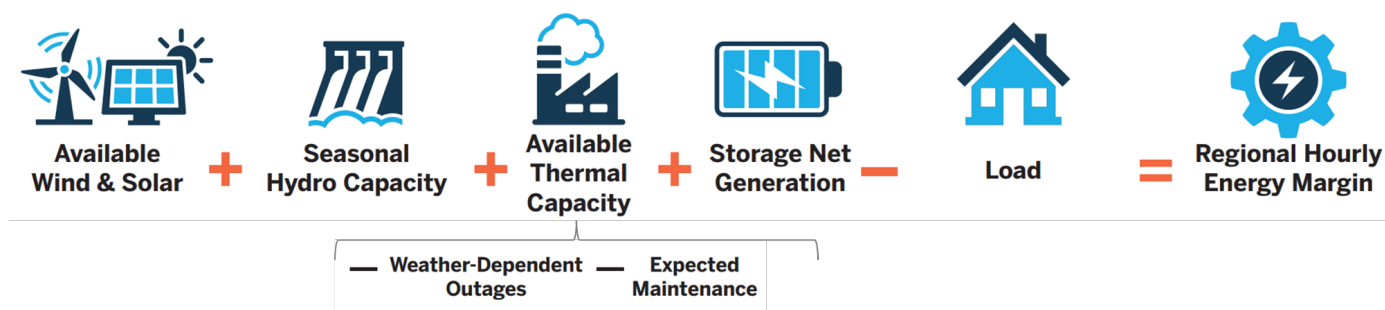 Available
Wind & Solar
+
Seasonal
Hydro Capacity
+
Available
Thermal
Capacity
+
Storage Net
Generation
—
Load
=
Regional Hourly
Energy Margin
— Weather-Dependent
Outages
— Expected
Maintenance